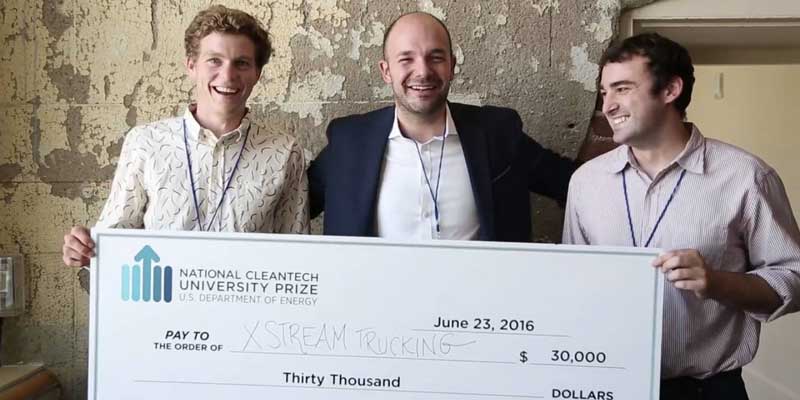 NATIONAL CLEANTECH
UNIVERSITY PRIZE
U.S. DEPARTMENT OF ENERGY
June 23, 2016
PAY TO
THE ORDER OF XSTREAM TRUCKING $ 30,000
Thirty Thousand DOLLARS